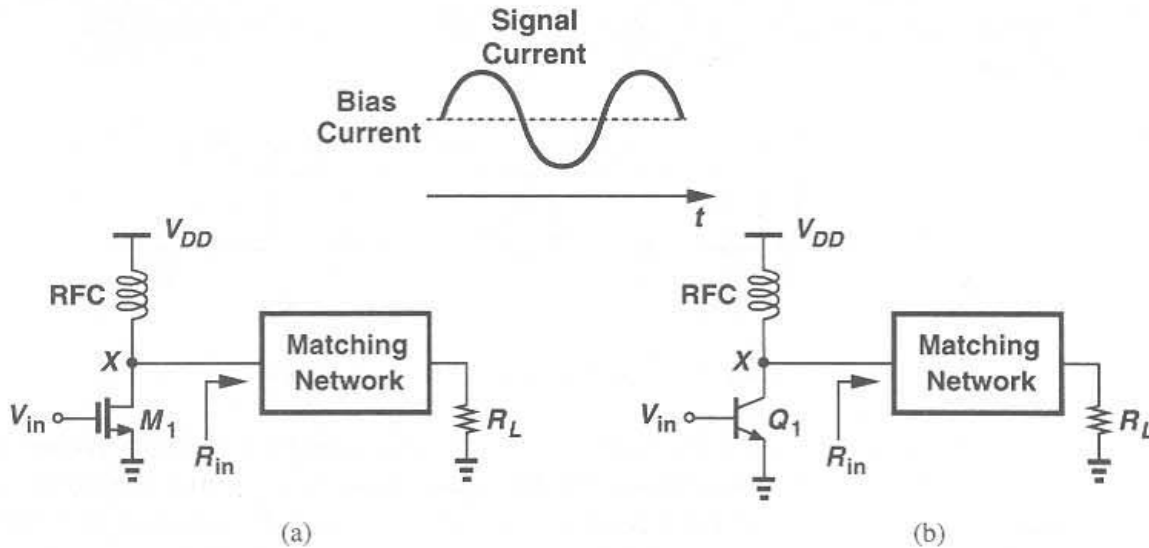 Signal
Current
Bias
Current
t
V_DD
RFC
X
V_in
M_1
R_in
Matching
Network
R_L
(a)
V_DD
RFC
X
V_in
Q_1
R_in
Matching
Network
R_L
(b)